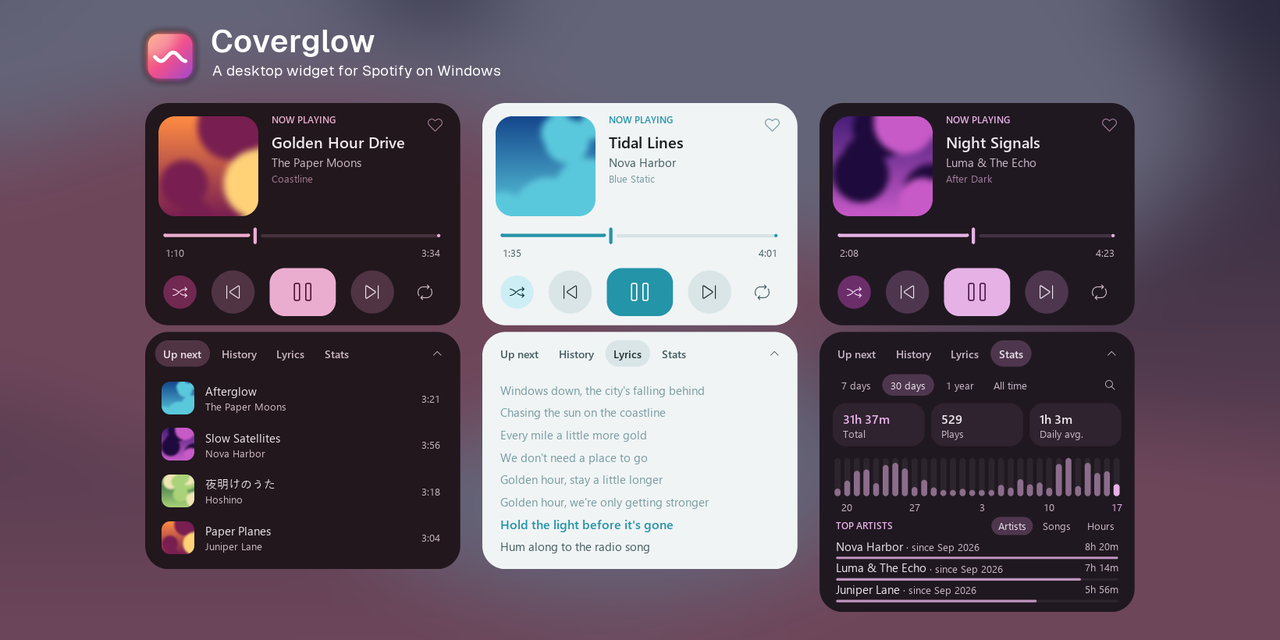 Coverglow
A desktop widget for Spotify on Windows
NOW PLAYING
Golden Hour Drive
The Paper Moons
Coastline
1:10
3:34
Up next
History
Lyrics
Stats
Afterglow
The Paper Moons
3:21
Slow Satellites
Nova Harbor
3:56
夜明けのうた
Hoshino
3:18
Paper Planes
Juniper Lane
3:04
NOW PLAYING
Tidal Lines
Nova Harbor
Blue Static
1:35
4:01
Up next
History
Lyrics
Stats
Windows down, the city's falling behind
Chasing the sun on the coastline
Every mile a little more gold
We don't need a place to go
Golden hour, stay a little longer
Golden hour, we're only getting stronger
Hold the light before it's gone
Hum along to the radio song
NOW PLAYING
Night Signals
Luma & The Echo
After Dark
2:08
4:23
Up next
History
Lyrics
Stats
7 days
30 days
1 year
All time
31h 37m
Total
529
Plays
1h 3m
Daily avg.
20
27
3
10
17
TOP ARTISTS
Artists
Songs
Hours
Nova Harbor · since Sep 2026
8h 20m
Luma & The Echo · since Sep 2026
7h 14m
Juniper Lane · since Sep 2026
5h 56m